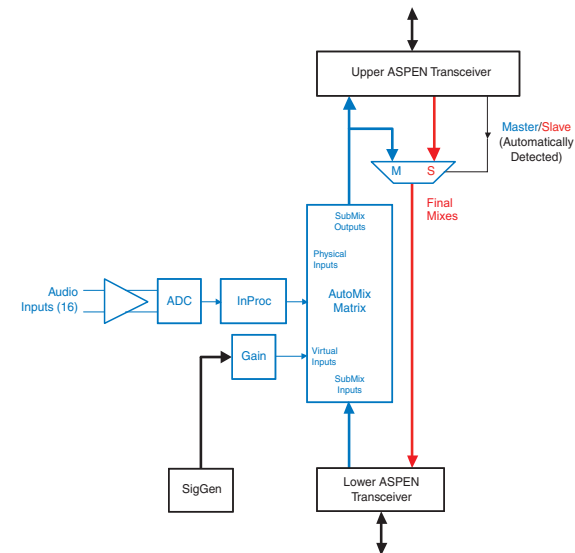 Upper ASPEN Transceiver
Master/Slave
(Automatically
Detected)
M
S
Final
Mixes
SubMix
Outputs
Physical
Inputs
Audio
Inputs (16)
ADC
InProc
AutoMix
Matrix
Gain
Virtual
Inputs
SubMix
Inputs
SigGen
Lower ASPEN
Transceiver